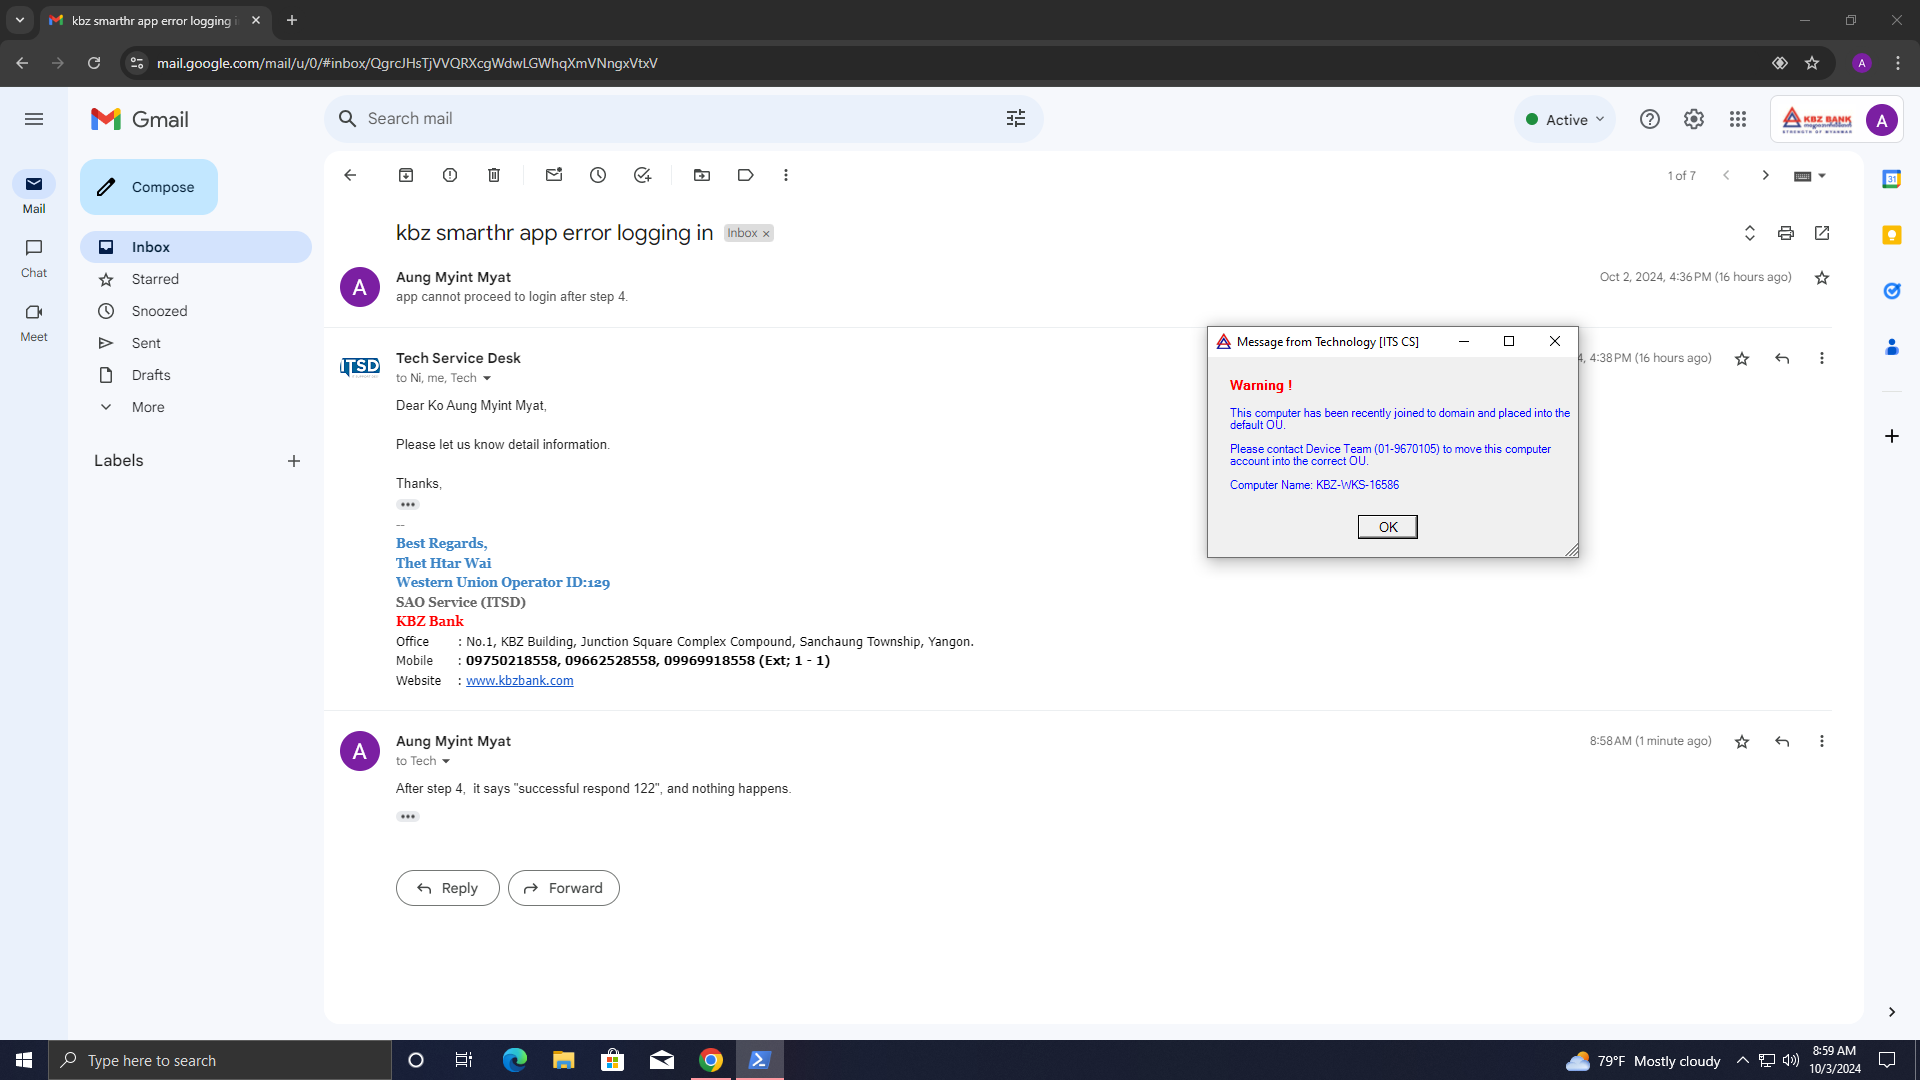 kbz smarthr app error logging i
mail.google.com/mail/u/0/#inbox/QgrcJHsTjVVQRXcgWdwLGWhqXmVNngxVtxV
A
Gmail
Search mail
Active
KBZ BANK
STRENGTH OF MYANMAR
A
Compose
Mail
Chat
Meet
Inbox
Starred
Snoozed
Sent
Drafts
More
Labels
1 of 7
31
kbz smarthr app error logging in
Inbox ×
A
Aung Myint Myat
Oct 2, 2024, 4:36 PM (16 hours ago)
app cannot proceed to login after step 4.
ITSD
Tech Service Desk
4, 4:38 PM (16 hours ago)
to Ni, me, Tech
Dear Ko Aung Myint Myat,
Please let us know detail information.
Thanks,
--
Best Regards,
Thet Htar Wai
Western Union Operator ID:129
SAO Service (ITSD)
KBZ Bank
Office : No.1, KBZ Building, Junction Square Complex Compound, Sanchaung Township, Yangon.
Mobile : 09750218558, 09662528558, 09969918558 (Ext; 1 - 1)
Website : www.kbzbank.com
Message from Technology [ITS CS]
Warning !
This computer has been recently joined to domain and placed into the
default OU.
Please contact Device Team (01-9670105) to move this computer
account into the correct OU.
Computer Name: KBZ-WKS-16586
OK
A
Aung Myint Myat
8:58 AM (1 minute ago)
to Tech
After step 4,  it says "successful respond 122", and nothing happens.
Reply
Forward
Type here to search
79°F Mostly cloudy
8:59 AM
10/3/2024